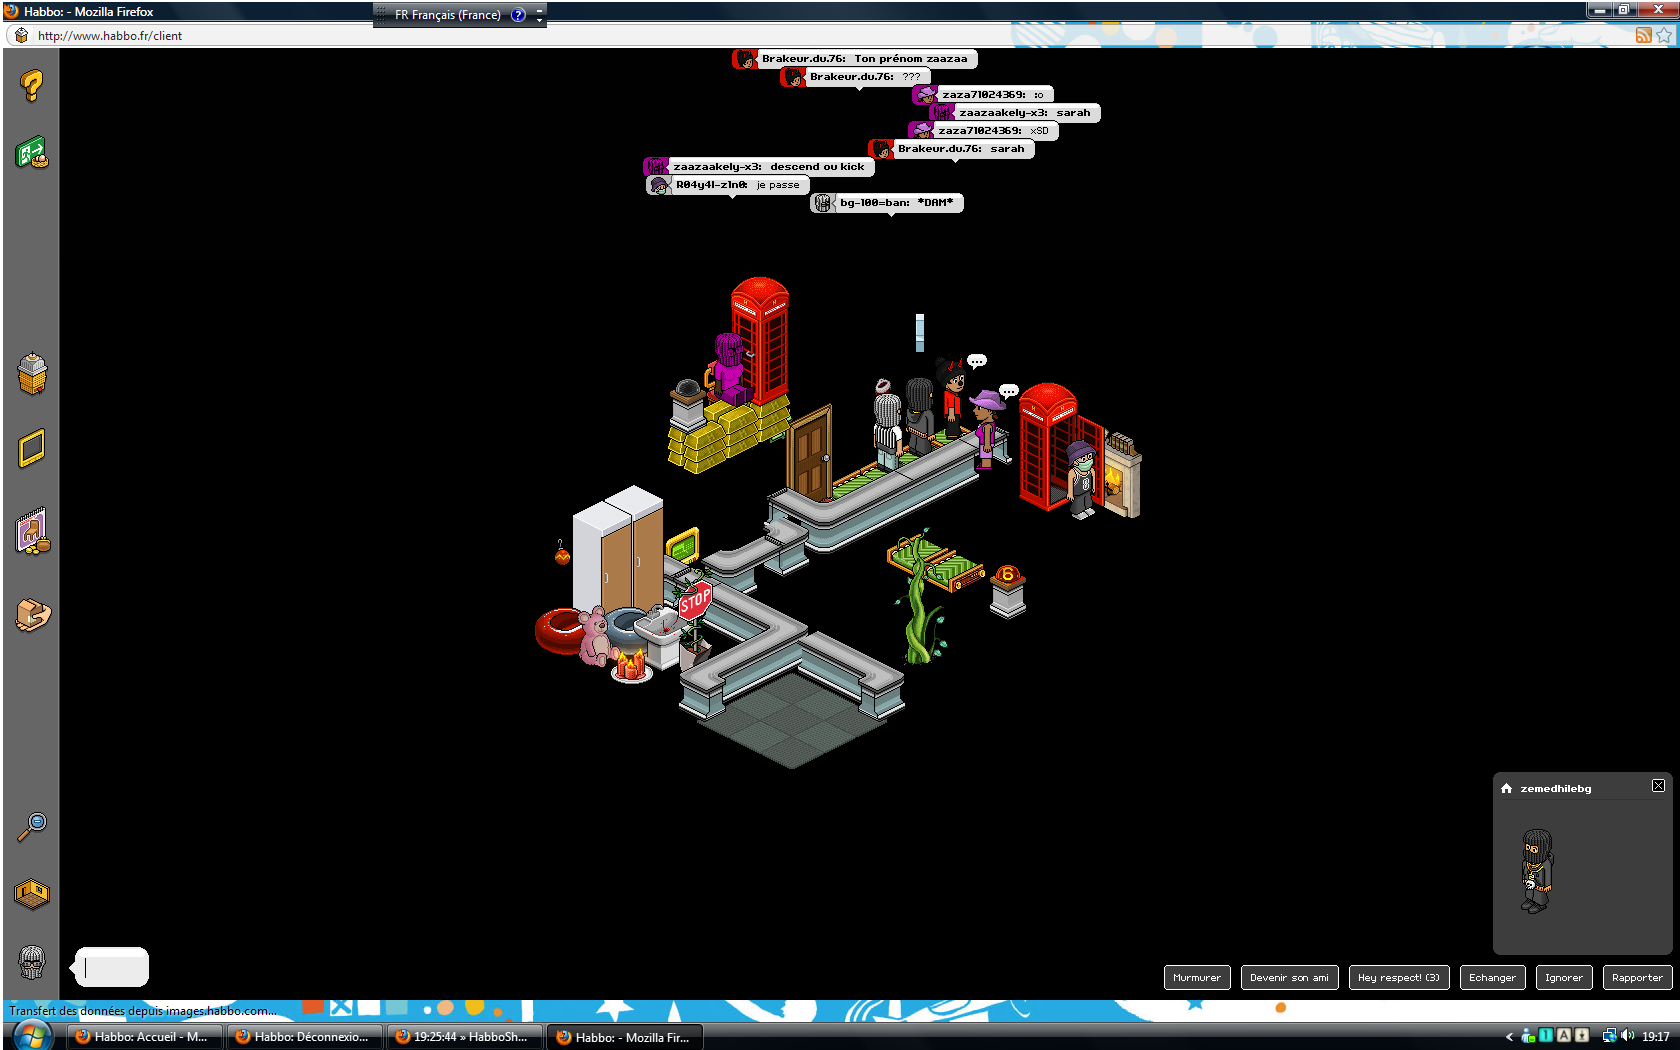 Habbo: - Mozilla Firefox
FR Français (France)
http://www.habbo.fr/client
Brakeur.du.76: Ton prénom zaazaa
Brakeur.du.76: ???
zaza71024369: :o
zaazaakely-x3: sarah
zaza71024369: xSD
Brakeur.du.76: sarah
zaazaakely-x3: descend ou kick
R04y4l-z1n0: je passe
bg-100=ban: *DAM*
...
...
6
STOP
8
zemedhilebg
Murmurer
Devenir son ami
Hey respect! (3)
Echanger
Ignorer
Rapporter
Transfert des données depuis images.habbo.com...
Habbo: Accueil - M...
Habbo: Déconnexio...
19:25:44 » HabboSh...
Habbo: - Mozilla Fir...
1
A
19:17